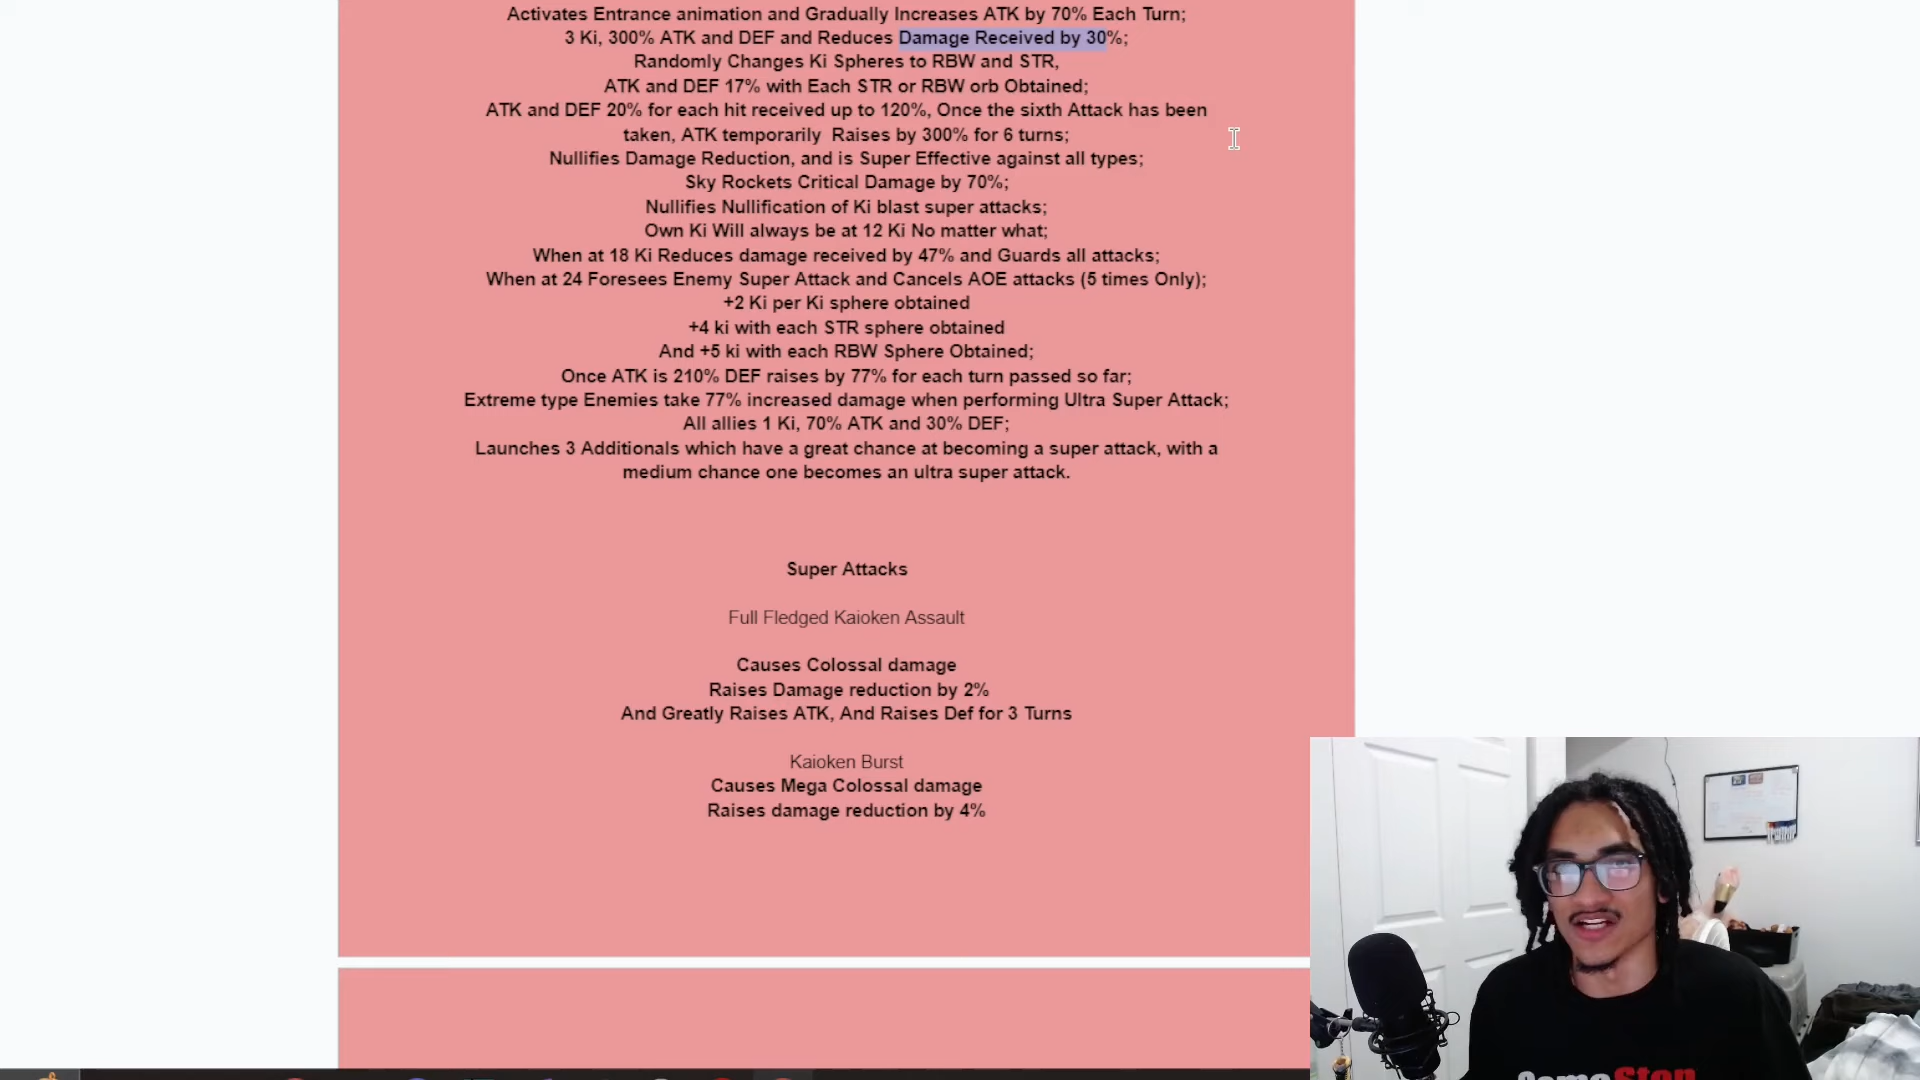 Activates Entrance animation and Gradually Increases ATK by 70% Each Turn;
3 Ki, 300% ATK and DEF and Reduces Damage Received by 30%;
Randomly Changes Ki Spheres to RBW and STR,
ATK and DEF 17% with Each STR or RBW orb Obtained;
ATK and DEF 20% for each hit received up to 120%, Once the sixth Attack has been
taken, ATK temporarily Raises by 300% for 6 turns;
Nullifies Damage Reduction, and is Super Effective against all types;
Sky Rockets Critical Damage by 70%;
Nullifies Nullification of Ki blast super attacks;
Own Ki Will always be at 12 Ki No matter what;
When at 18 Ki Reduces damage received by 47% and Guards all attacks;
When at 24 Foresees Enemy Super Attack and Cancels AOE attacks (5 times Only);
+2 Ki per Ki sphere obtained
+4 ki with each STR sphere obtained
And +5 ki with each RBW Sphere Obtained;
Once ATK is 210% DEF raises by 77% for each turn passed so far;
Extreme type Enemies take 77% increased damage when performing Ultra Super Attack;
All allies 1 Ki, 70% ATK and 30% DEF;
Launches 3 Additionals which have a great chance at becoming a super attack, with a
medium chance one becomes an ultra super attack.
Super Attacks
Full Fledged Kaioken Assault
Causes Colossal damage
Raises Damage reduction by 2%
And Greatly Raises ATK, And Raises Def for 3 Turns
Kaioken Burst
Causes Mega Colossal damage
Raises damage reduction by 4%
GameStop